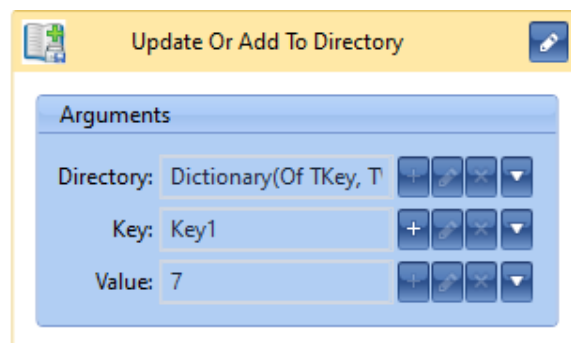 Update Or Add To Directory
Arguments
Directory: Dictionary(Of TKey, T
Key: Key1
Value: 7